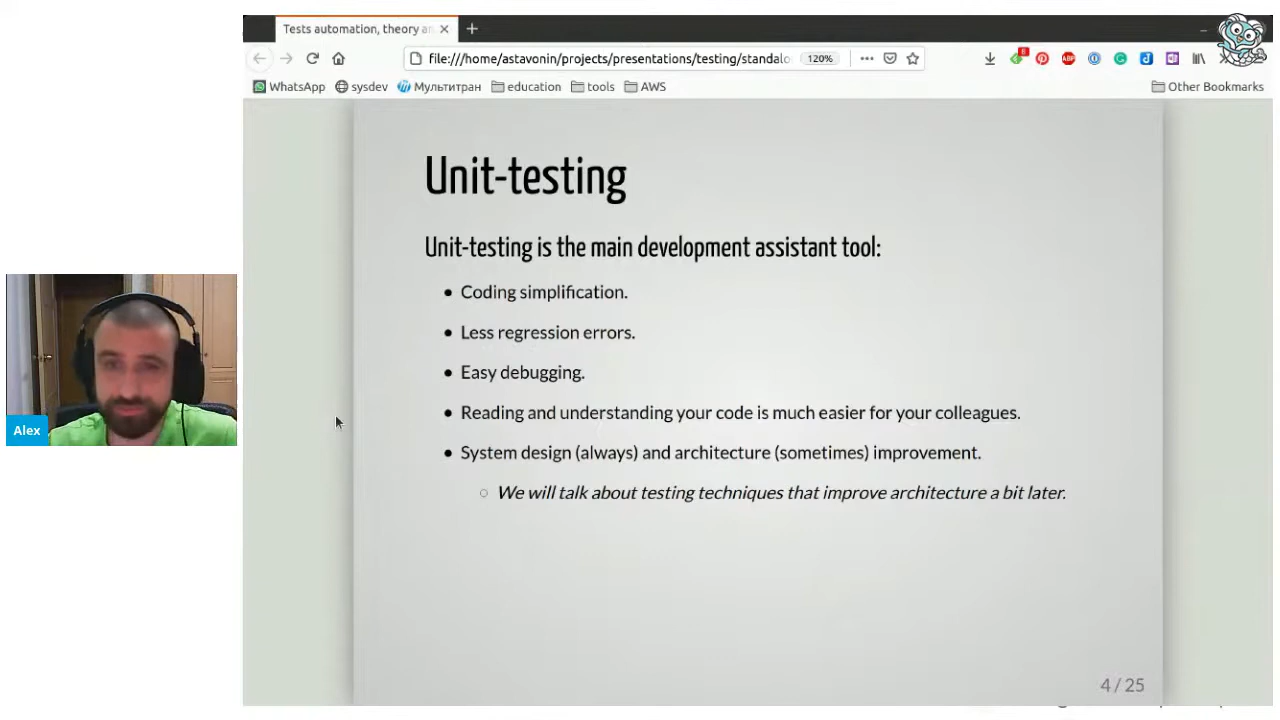 Tests automation, theory an
file:///home/astavonin/projects/presentations/testing/standalo
120%
WhatsApp
sysdev
Мультитран
education
tools
AWS
Other Bookmarks
8
ABP
Unit-testing
Unit-testing is the main development assistant tool:
Coding simplification.
Less regression errors.
Easy debugging.
Reading and understanding your code is much easier for your colleagues.
System design (always) and architecture (sometimes) improvement.
We will talk about testing techniques that improve architecture a bit later.
Alex
4 / 25